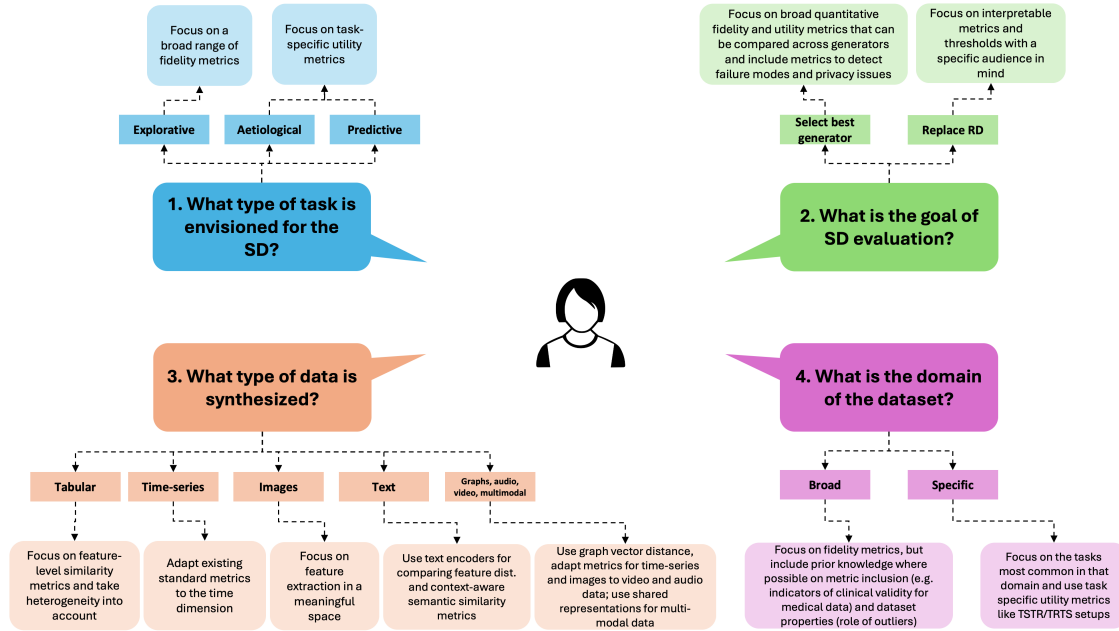 Focus on a
broad range of
fidelity metrics
Focus on task-
specific utility
metrics
Explorative
Aetiological
Predictive
1. What type of task is
envisioned for the
SD?
Focus on broad quantitative
fidelity and utility metrics that can
be compared across generators
and include metrics to detect
failure modes and privacy issues
Focus on interpretable
metrics and
thresholds with a
specific audience in
mind
Select best
generator
Replace RD
2. What is the goal of
SD evaluation?
3. What type of data is
synthesized?
Tabular
Time-series
Images
Text
Graphs, audio,
video, multimodal
Focus on feature-
level similarity
metrics and take
heterogeneity into
account
Adapt existing
standard metrics
to the time
dimension
Focus on
feature
extraction in a
meaningful
space
Use text encoders for
comparing feature dist.
and context-aware
semantic similarity
metrics
Use graph vector distance,
adapt metrics for time-series
and images to video and audio
data; use shared
representations for multi-
modal data
4. What is the domain
of the dataset?
Broad
Specific
Focus on fidelity metrics, but
include prior knowledge where
possible on metric inclusion (e.g.
indicators of clinical validity for
medical data) and dataset
properties (role of outliers)
Focus on the tasks
most common in that
domain and use task
specific utility metrics
like TSTR/TRTS setups